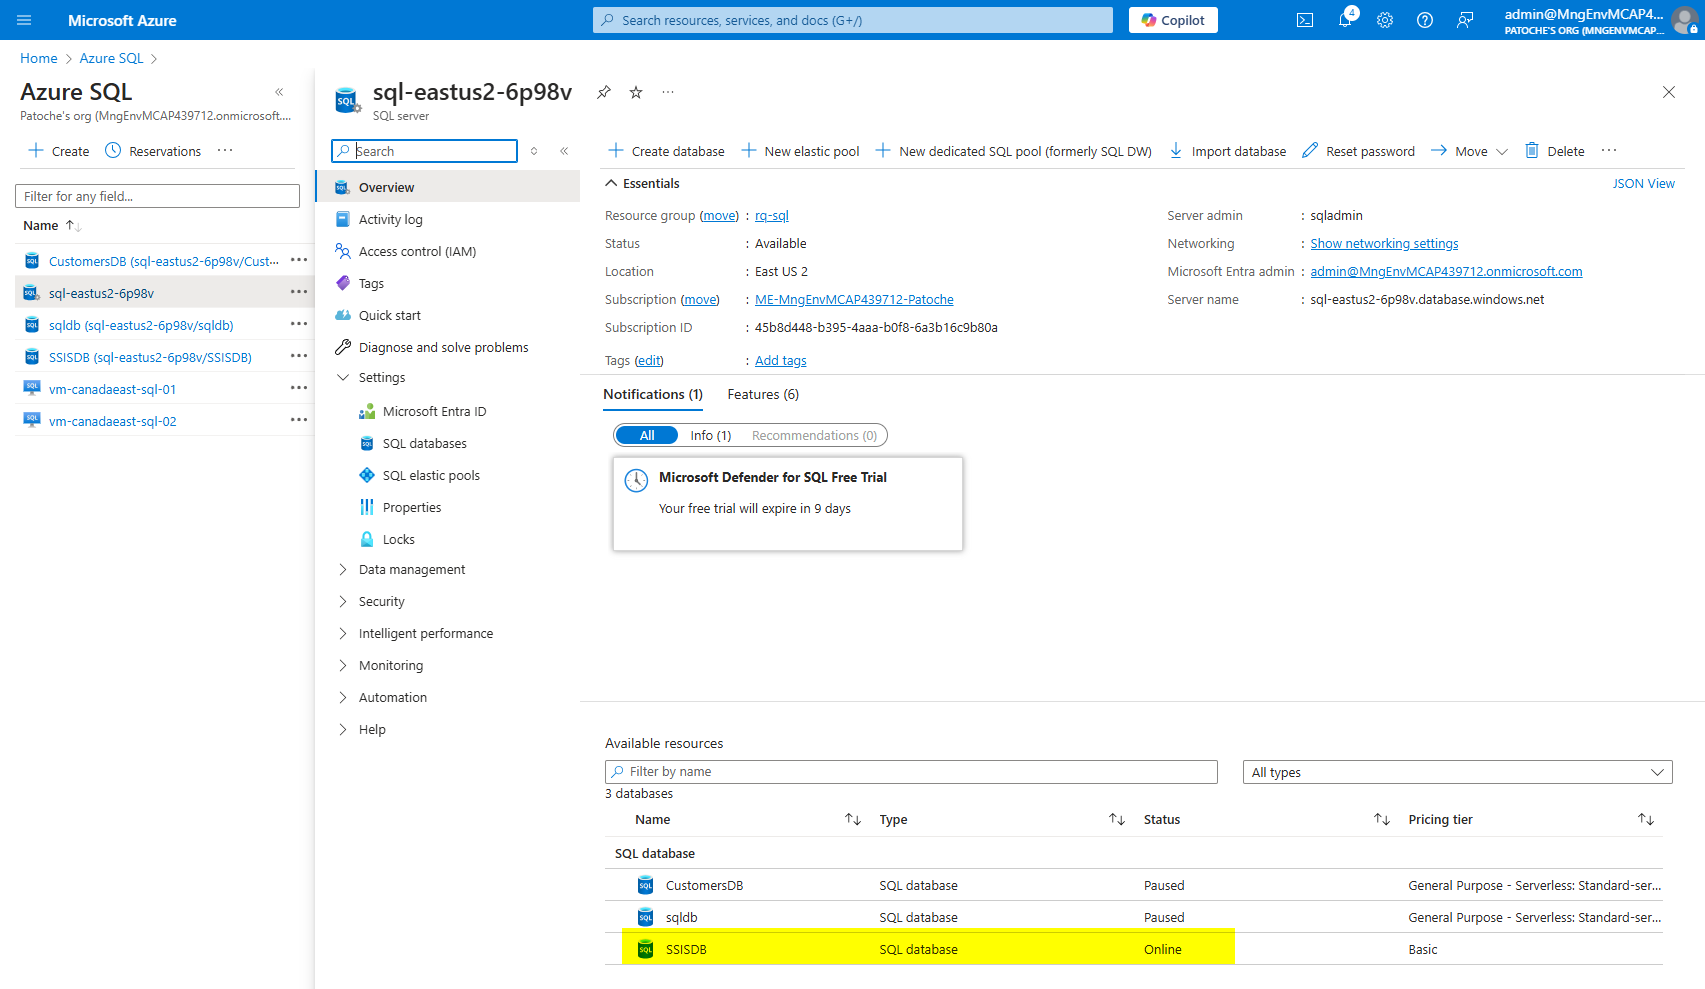 Microsoft Azure
Search resources, services, and docs (G+/)
Copilot
4
admin@MngEnvMCAP4...
PATOCHE'S ORG (MNGENVMCAP...
Home > Azure SQL >
Azure SQL
Patoche's org (MngEnvMCAP439712.onmicrosoft....
Create
Reservations
Filter for any field...
Name
CustomersDB (sql-eastus2-6p98v/Cust...
sql-eastus2-6p98v
sqldb (sql-eastus2-6p98v/sqldb)
SSISDB (sql-eastus2-6p98v/SSISDB)
vm-canadaeast-sql-01
vm-canadaeast-sql-02
sql-eastus2-6p98v
SQL server
Search
Overview
Activity log
Access control (IAM)
Tags
Quick start
Diagnose and solve problems
Settings
Microsoft Entra ID
SQL databases
SQL elastic pools
Properties
Locks
Data management
Security
Intelligent performance
Monitoring
Automation
Help
Create database
New elastic pool
New dedicated SQL pool (formerly SQL DW)
Import database
Reset password
Move
Delete
Essentials
JSON View
Resource group (move) : rq-sql
Status : Available
Location : East US 2
Subscription (move) : ME-MngEnvMCAP439712-Patoche
Subscription ID : 45b8d448-b395-4aaa-b0f8-6a3b16c9b80a
Tags (edit) : Add tags
Server admin : sqladmin
Networking : Show networking settings
Microsoft Entra admin : admin@MngEnvMCAP439712.onmicrosoft.com
Server name : sql-eastus2-6p98v.database.windows.net
Notifications (1)
Features (6)
All
Info (1)
Recommendations (0)
Microsoft Defender for SQL Free Trial
Your free trial will expire in 9 days
Available resources
Filter by name
All types
3 databases
Name Type Status Pricing tier
SQL database
CustomersDB SQL database Paused General Purpose - Serverless: Standard-ser...
sqldb SQL database Paused General Purpose - Serverless: Standard-ser...
SSISDB SQL database Online Basic